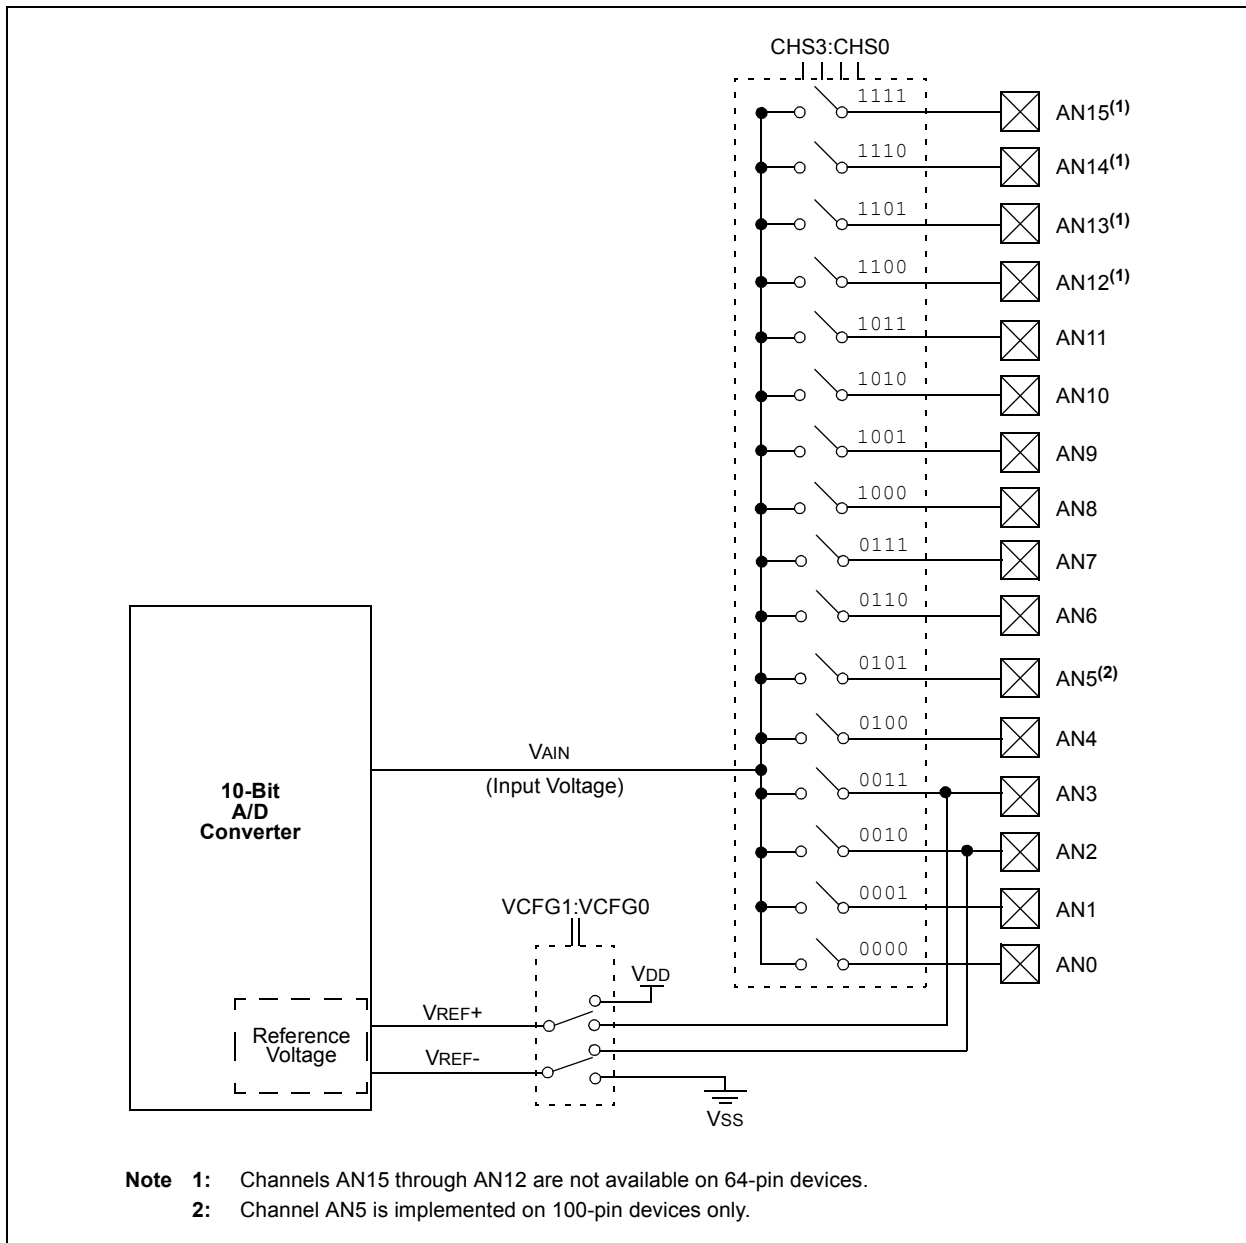 CHS3:CHS0
1111 AN15(1)
1110 AN14(1)
1101 AN13(1)
1100 AN12(1)
1011 AN11
1010 AN10
1001 AN9
1000 AN8
0111 AN7
0110 AN6
0101 AN5(2)
0100 AN4
VAIN
(Input Voltage)
0011 AN3
10-Bit
A/D
Converter
0010 AN2
VCFG1:VCFG0
0001 AN1
0000 AN0
VDD
VREF+
Reference
Voltage
VREF-
VSS
Note 1: Channels AN15 through AN12 are not available on 64-pin devices.
2: Channel AN5 is implemented on 100-pin devices only.